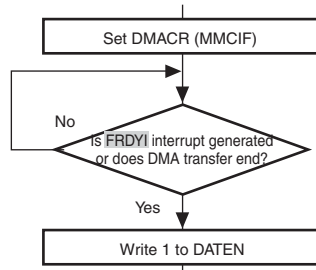 Set DMACR (MMCIF)
No
Is FRDYI interrupt generated
or does DMA transfer end?
Yes
Write 1 to DATEN